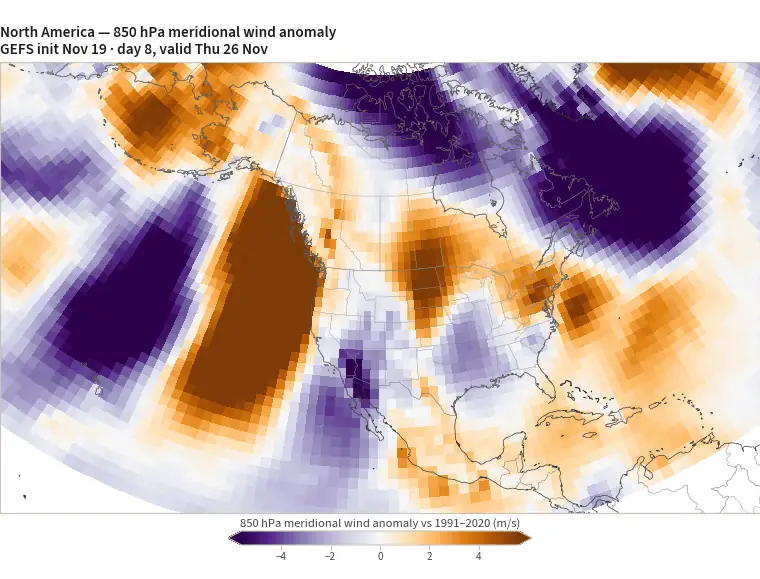 North America — 850 hPa meridional wind anomaly
GEFS init Nov 19 · day 8, valid Thu 26 Nov
850 hPa meridional wind anomaly vs 1991–2020 (m/s)
−4 −2 0 2 4